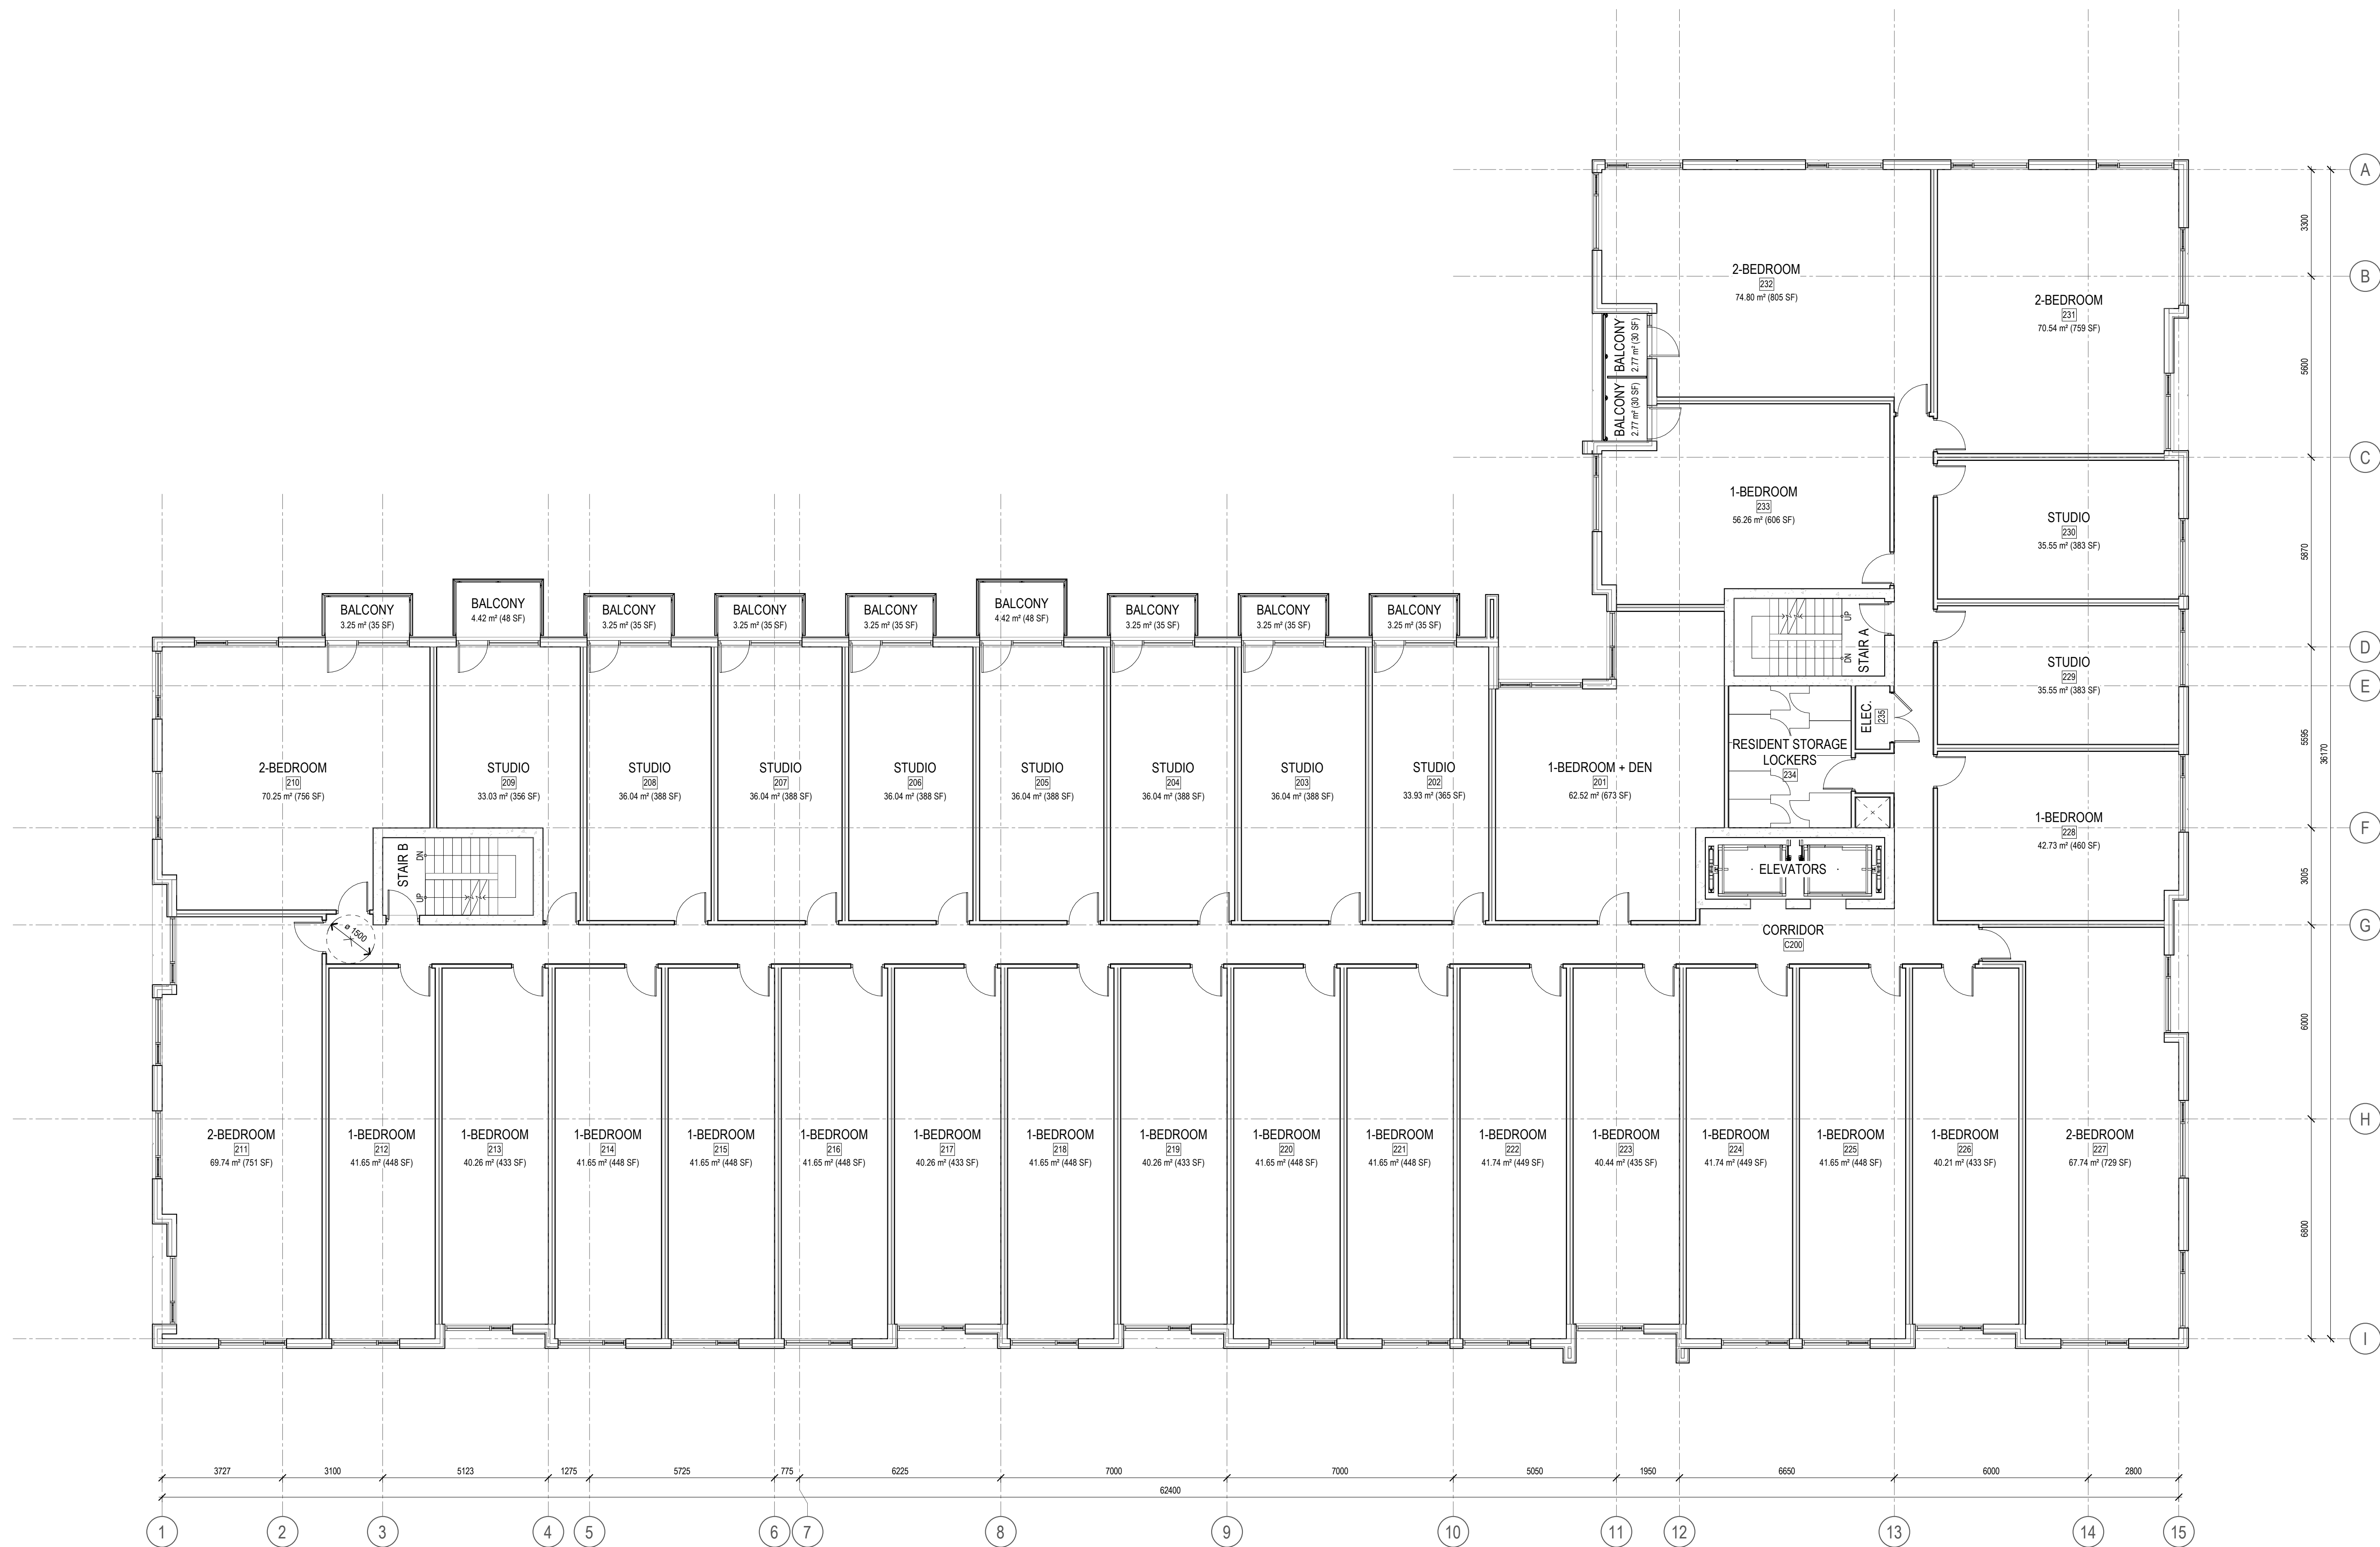 A
3300
B
2-BEDROOM
232
74.80 m² (805 SF)
2-BEDROOM
231
70.54 m² (759 SF)
BALCONY
2.77 m² (30 SF)
BALCONY
2.77 m² (30 SF)
5600
C
1-BEDROOM
233
56.26 m² (606 SF)
STUDIO
230
35.55 m² (383 SF)
5870
BALCONY
3.25 m² (35 SF)
BALCONY
4.42 m² (48 SF)
BALCONY
3.25 m² (35 SF)
BALCONY
3.25 m² (35 SF)
BALCONY
3.25 m² (35 SF)
BALCONY
4.42 m² (48 SF)
BALCONY
3.25 m² (35 SF)
BALCONY
3.25 m² (35 SF)
BALCONY
3.25 m² (35 SF)
UP
DN
STAIR A
D
STUDIO
229
35.55 m² (383 SF)
E
ELEC.
235
RESIDENT STORAGE
LOCKERS
234
5595
36170
2-BEDROOM
210
70.25 m² (756 SF)
STUDIO
209
33.03 m² (356 SF)
STUDIO
208
36.04 m² (388 SF)
STUDIO
207
36.04 m² (388 SF)
STUDIO
206
36.04 m² (388 SF)
STUDIO
205
36.04 m² (388 SF)
STUDIO
204
36.04 m² (388 SF)
STUDIO
203
36.04 m² (388 SF)
STUDIO
202
33.93 m² (365 SF)
1-BEDROOM + DEN
201
62.52 m² (673 SF)
1-BEDROOM
228
42.73 m² (460 SF)
F
STAIR B
DN
UP
ELEVATORS
3005
G
ø 1500
CORRIDOR
C200
6000
H
2-BEDROOM
211
69.74 m² (751 SF)
1-BEDROOM
212
41.65 m² (448 SF)
1-BEDROOM
213
40.26 m² (433 SF)
1-BEDROOM
214
41.65 m² (448 SF)
1-BEDROOM
215
41.65 m² (448 SF)
1-BEDROOM
216
41.65 m² (448 SF)
1-BEDROOM
217
40.26 m² (433 SF)
1-BEDROOM
218
41.65 m² (448 SF)
1-BEDROOM
219
40.26 m² (433 SF)
1-BEDROOM
220
41.65 m² (448 SF)
1-BEDROOM
221
41.65 m² (448 SF)
1-BEDROOM
222
41.74 m² (449 SF)
1-BEDROOM
223
40.44 m² (435 SF)
1-BEDROOM
224
41.74 m² (449 SF)
1-BEDROOM
225
41.65 m² (448 SF)
1-BEDROOM
226
40.21 m² (433 SF)
2-BEDROOM
227
67.74 m² (729 SF)
6800
I
3727
3100
5123
1275
5725
775
6225
7000
7000
5050
1950
6650
6000
2800
62400
1
2
3
4
5
6
7
8
9
10
11
12
13
14
15